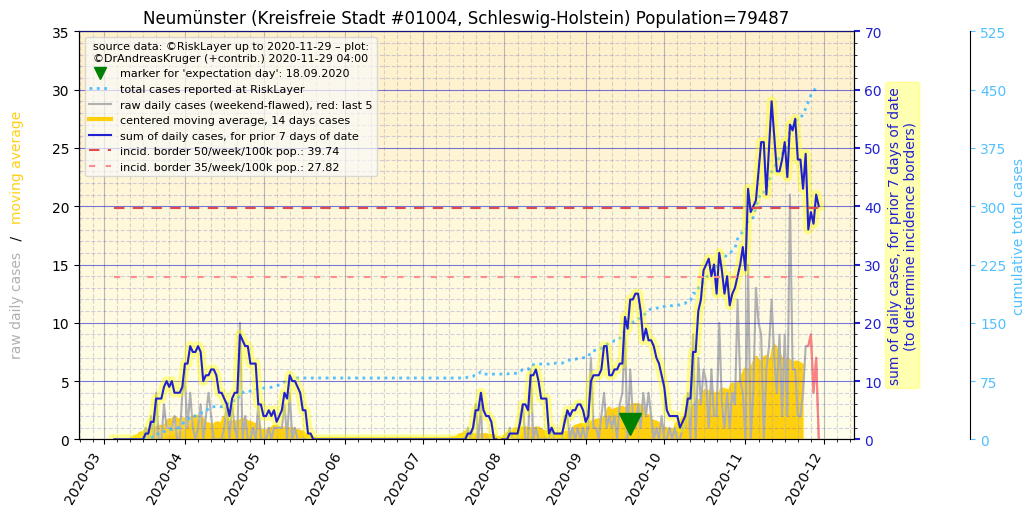 Neumünster (Kreisfreie Stadt #01004, Schleswig-Holstein) Population=79487
source data: ©RiskLayer up to 2020-11-29 – plot:
©DrAndreasKruger (+contrib.) 2020-11-29 04:00
marker for 'expectation day': 18.09.2020
total cases reported at RiskLayer
raw daily cases (weekend-flawed), red: last 5
centered moving average, 14 days cases
sum of daily cases, for prior 7 days of date
incid. border 50/week/100k pop.: 39.74
incid. border 35/week/100k pop.: 27.82
raw daily cases / moving average
35
30
25
20
15
10
5
0
2020-03
2020-04
2020-05
2020-06
2020-07
2020-08
2020-09
2020-10
2020-11
2020-12
70
60
50
40
30
20
10
0
sum of daily cases, for prior 7 days of date
(to determine incidence borders)
525
450
375
300
225
150
75
0
cumulative total cases